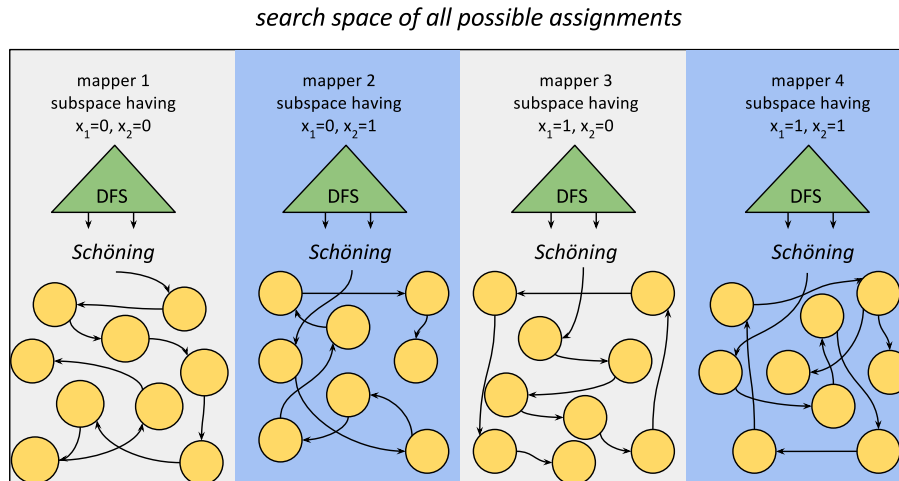 search space of all possible assignments
mapper 1
subspace having
x₁=0, x₂=0
DFS
Schöning
mapper 2
subspace having
x₁=0, x₂=1
DFS
Schöning
mapper 3
subspace having
x₁=1, x₂=0
DFS
Schöning
mapper 4
subspace having
x₁=1, x₂=1
DFS
Schöning